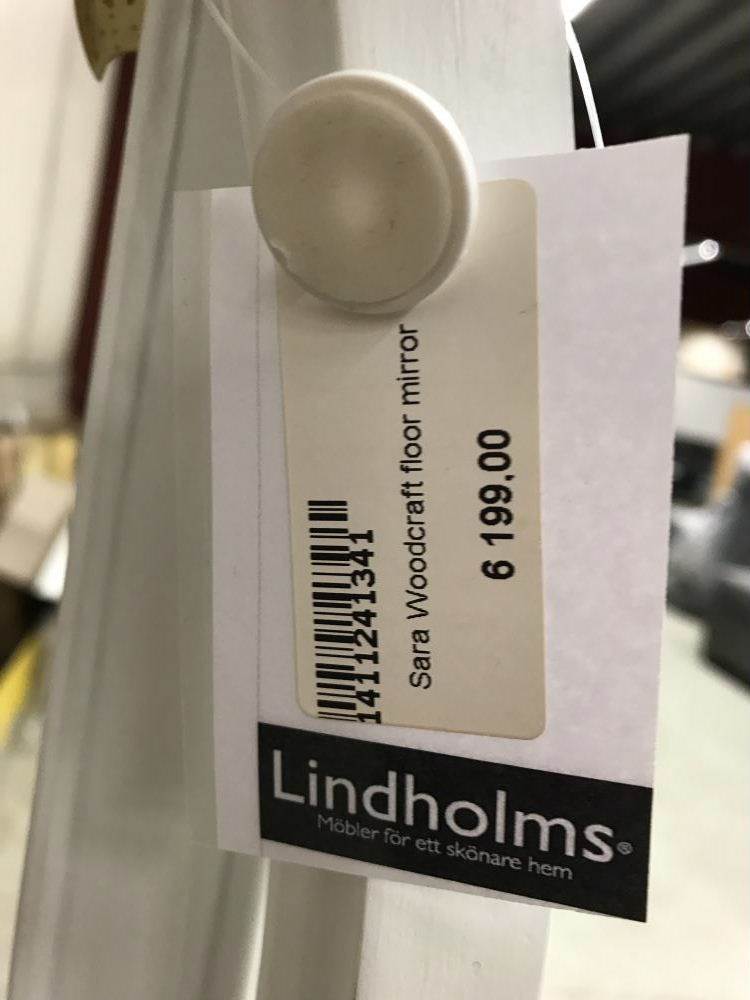 1411241341
Sara Woodcraft floor mirror
6 199,00
Lindholms®
Möbler för ett skönare hem